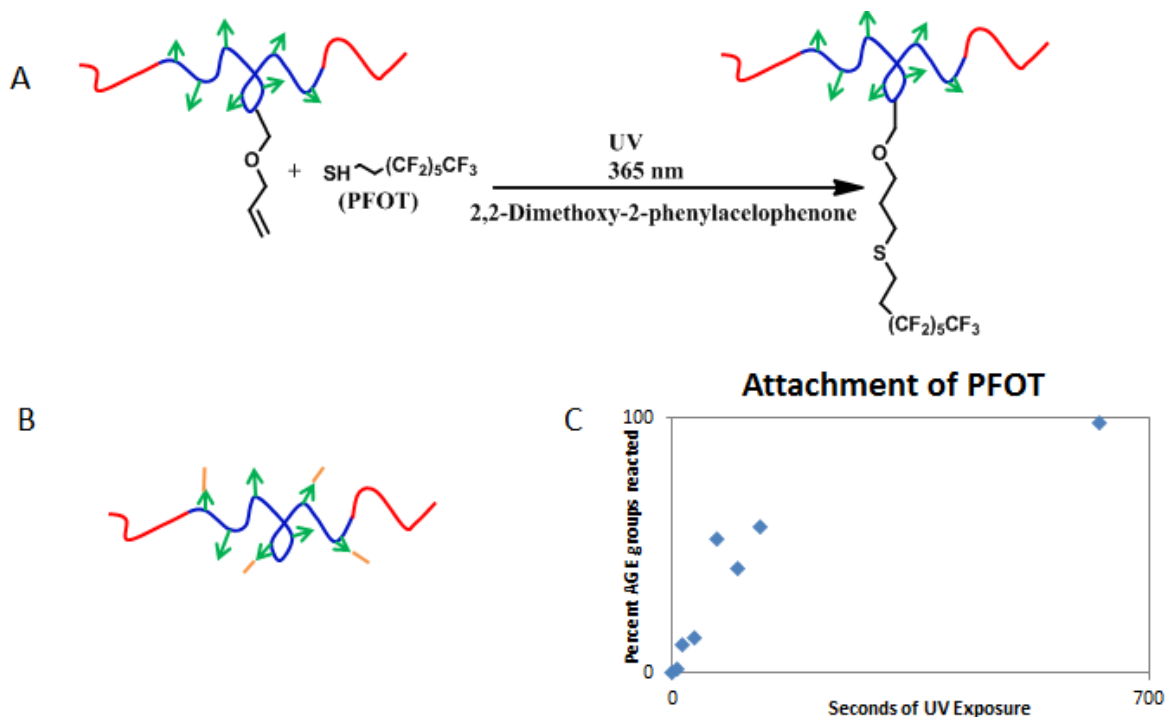 A
O
+
SH
(CF2)5CF3
(PFOT)
UV
365 nm
2,2-Dimethoxy-2-phenylacelophenone
O
S
(CF2)5CF3
B
C
Attachment of PFOT
Percent AGE groups reacted
100
0
0
700
Seconds of UV Exposure